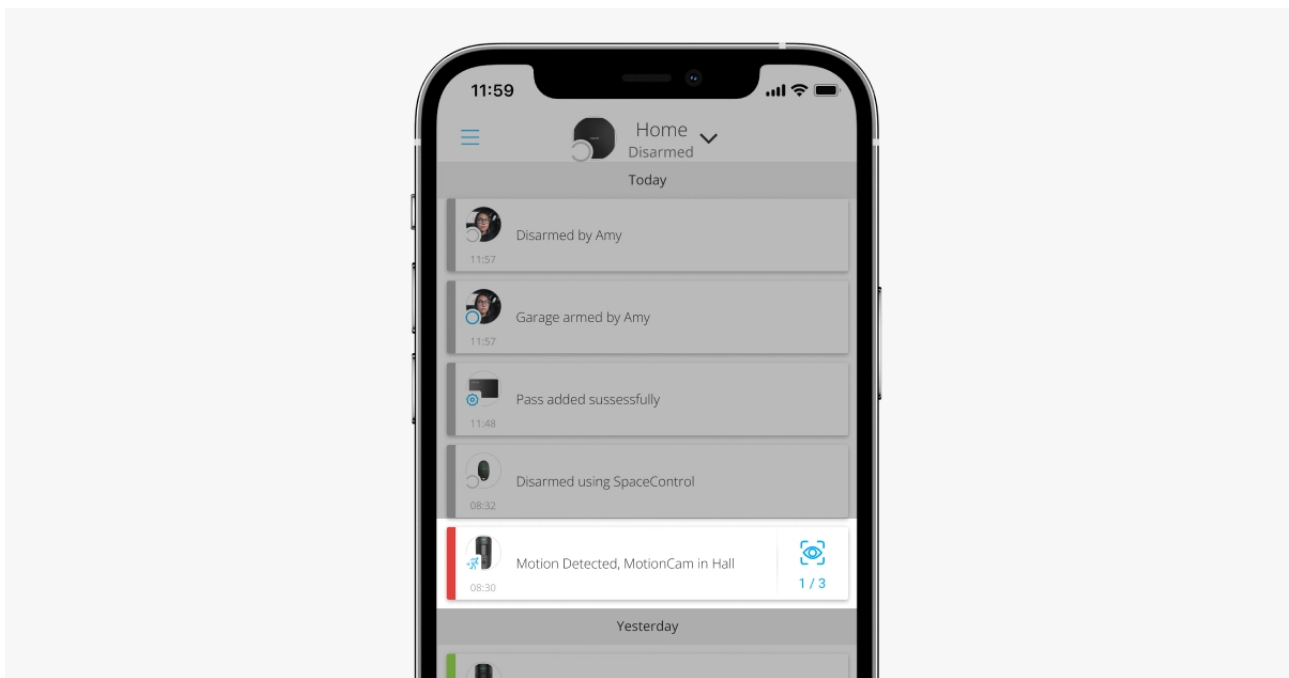 11:59
Home
Disarmed
Today
Disarmed by Amy
11:57
Garage armed by Amy
11:57
Pass added sussessfully
11:48
Disarmed using SpaceControl
08:32
Motion Detected, MotionCam in Hall
08:30
1 / 3
Yesterday